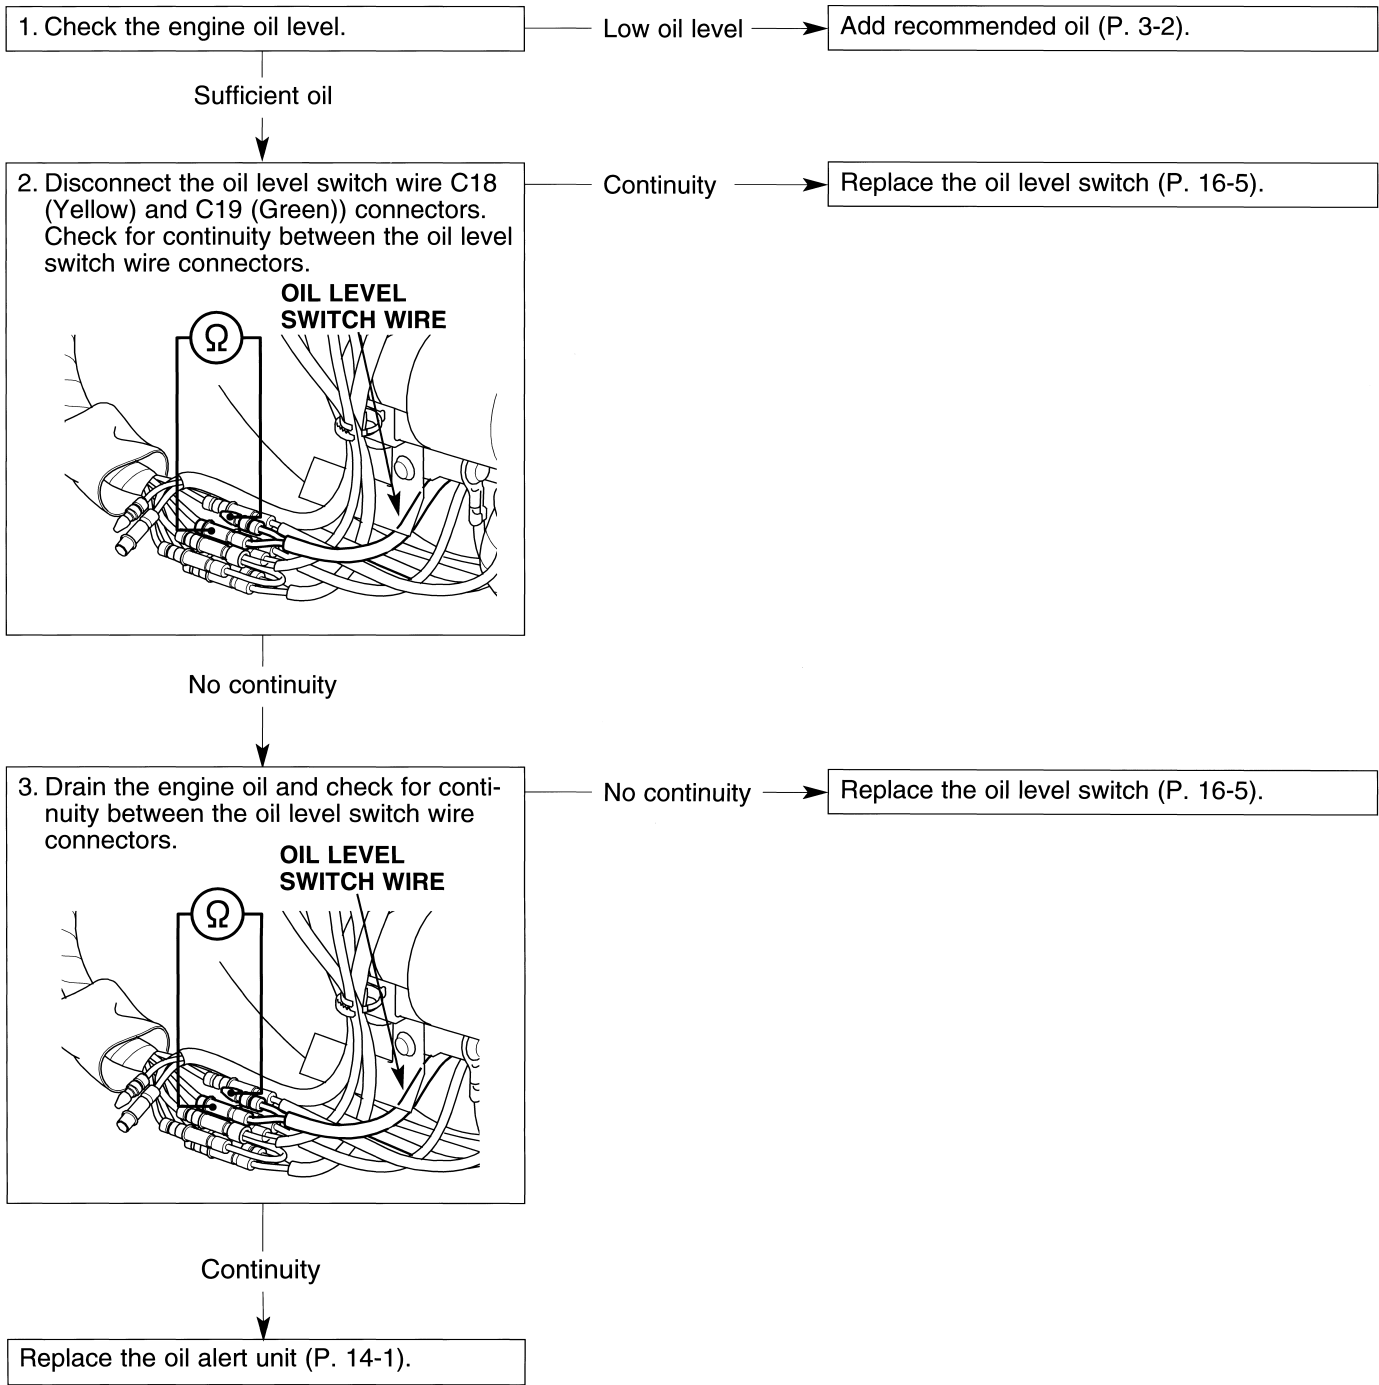 1. Check the engine oil level.
Low oil level
Add recommended oil (P. 3-2).
Sufficient oil
2. Disconnect the oil level switch wire C18
(Yellow) and C19 (Green)) connectors.
Check for continuity between the oil level
switch wire connectors.
Continuity
Replace the oil level switch (P. 16-5).
OIL LEVEL
SWITCH WIRE
Ω
No continuity
3. Drain the engine oil and check for conti-
nuity between the oil level switch wire
connectors.
No continuity
Replace the oil level switch (P. 16-5).
OIL LEVEL
SWITCH WIRE
Ω
Continuity
Replace the oil alert unit (P. 14-1).